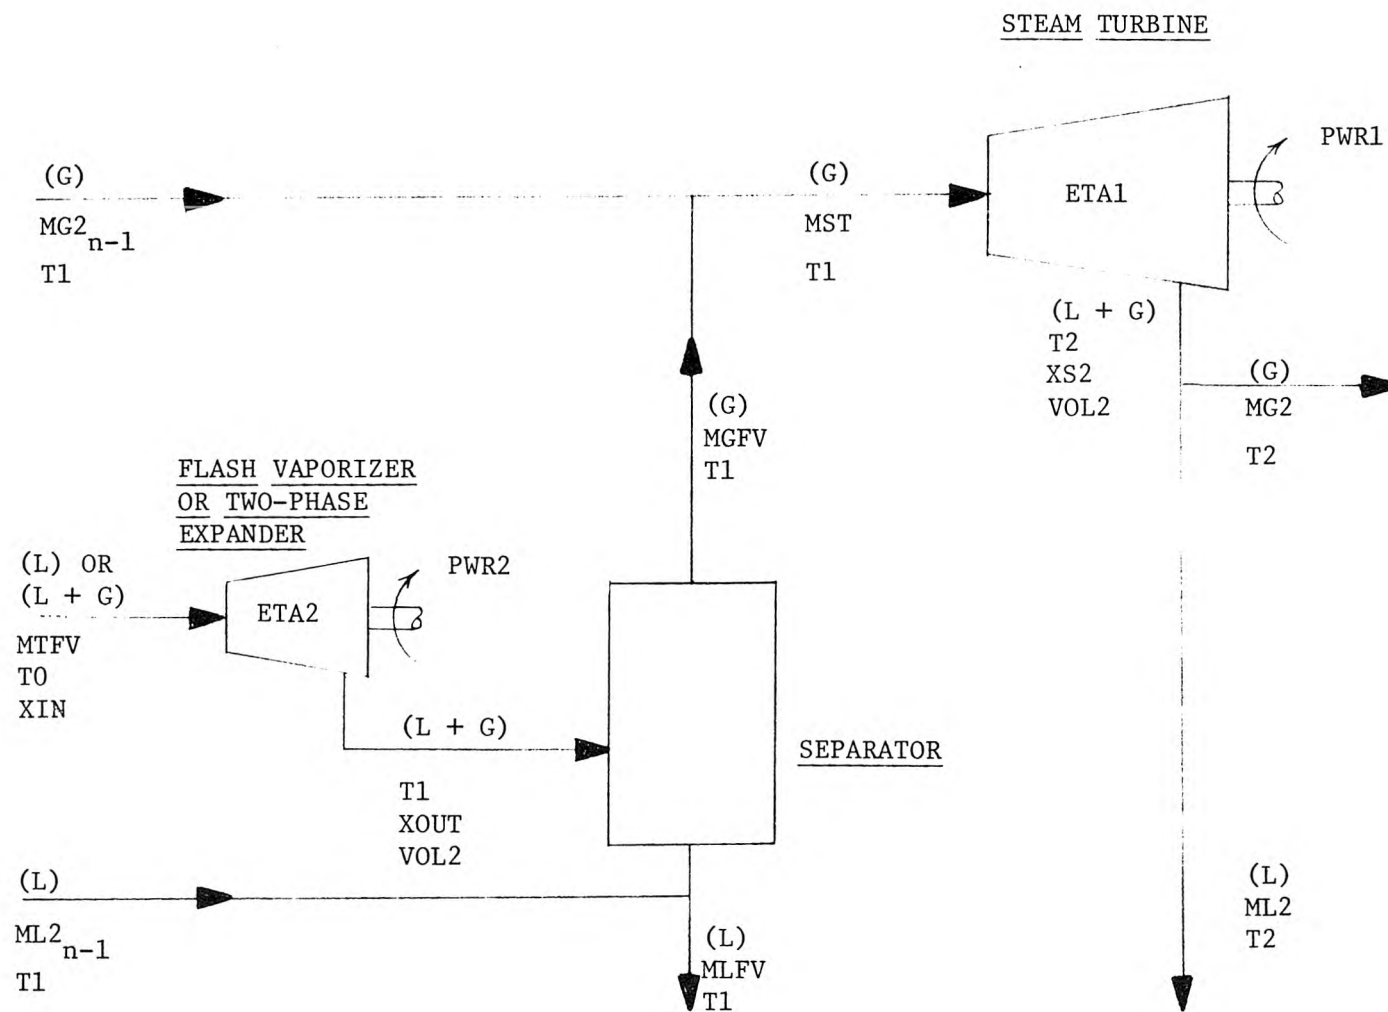 STEAM TURBINE
PWR1
(G)
MG2n-1
T1
(G)
MST
T1
ETA1
(L + G)
T2
XS2
VOL2
(G)
MG2
T2
(G)
MGFV
T1
FLASH VAPORIZER
OR TWO-PHASE
EXPANDER
(L) OR
(L + G)
MTFV
TO
XIN
ETA2
PWR2
(L + G)
T1
XOUT
VOL2
SEPARATOR
(L)
ML2n-1
T1
(L)
MLFV
T1
(L)
ML2
T2